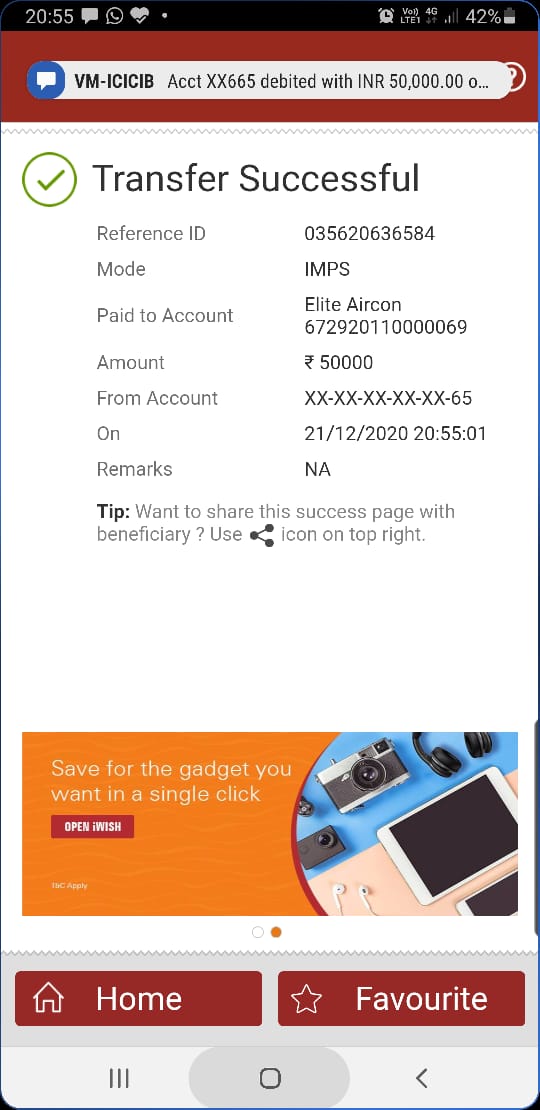 20:55
Vo)) 4G
LTE1
42%
VM-ICICIB Acct XX665 debited with INR 50,000.00 o...
?
Transfer Successful
Reference ID 035620636584
Mode IMPS
Paid to Account Elite Aircon
672920110000069
Amount ₹ 50000
From Account XX-XX-XX-XX-XX-65
On 21/12/2020 20:55:01
Remarks NA
Tip: Want to share this success page with
beneficiary ? Use icon on top right.
Save for the gadget you
want in a single click
OPEN iWISH
T&C Apply
Home
Favourite